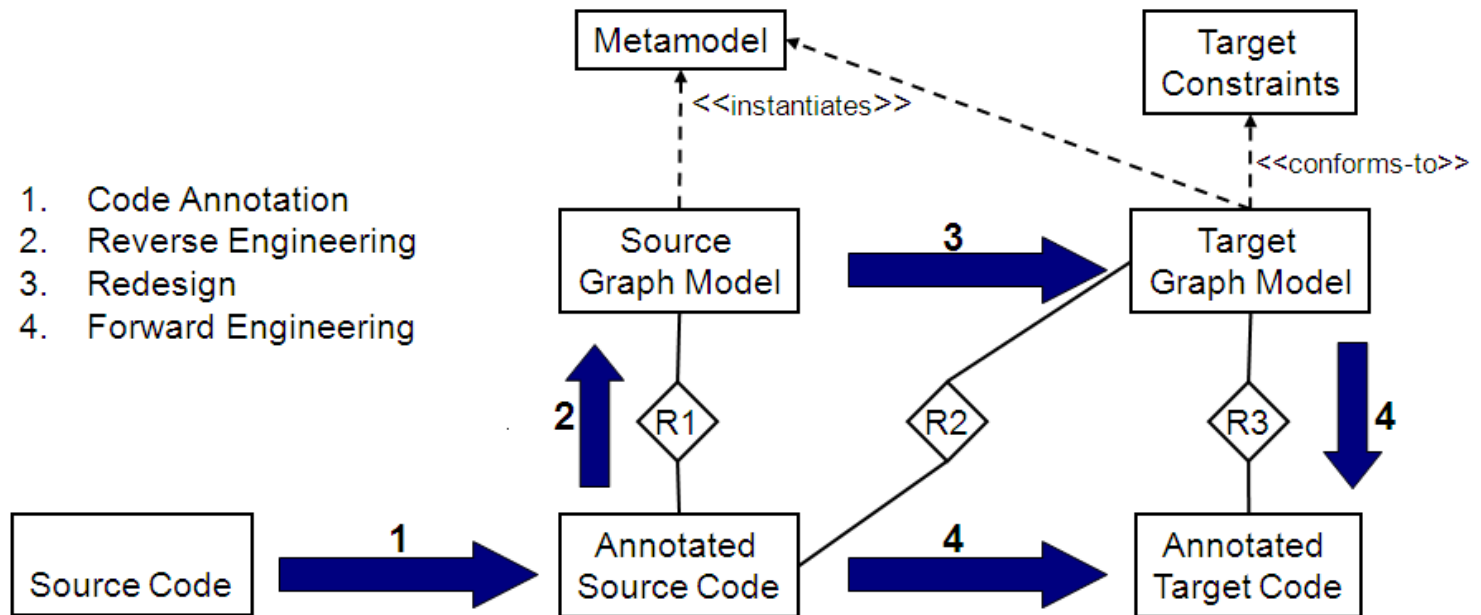 Metamodel
Target
Constraints
<<instantiates>>
<<conforms-to>>
1. Code Annotation
2. Reverse Engineering
3. Redesign
4. Forward Engineering
Source
Graph Model
3
Target
Graph Model
2
R1
R2
R3
4
Source Code
1
Annotated
Source Code
4
Annotated
Target Code